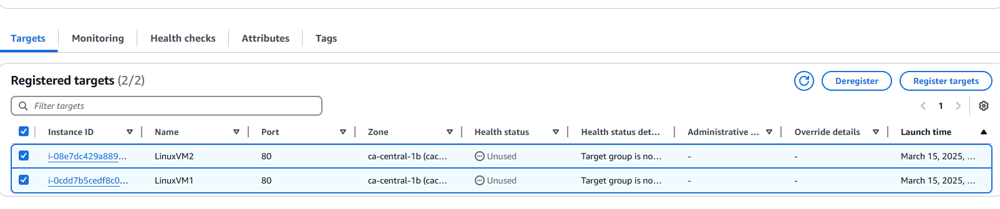 Targets Monitoring Health checks Attributes Tags
Registered targets (2/2) Deregister Register targets
Filter targets 1
Instance ID Name Port Zone Health status Health status det... Administrative ... Override details Launch time
i-08e7dc429a889... LinuxVM2 80 ca-central-1b (cac... Unused Target group is no... - - March 15, 2025, ...
i-0cdd7b5cedf8c0... LinuxVM1 80 ca-central-1b (cac... Unused Target group is no... - - March 15, 2025, ...